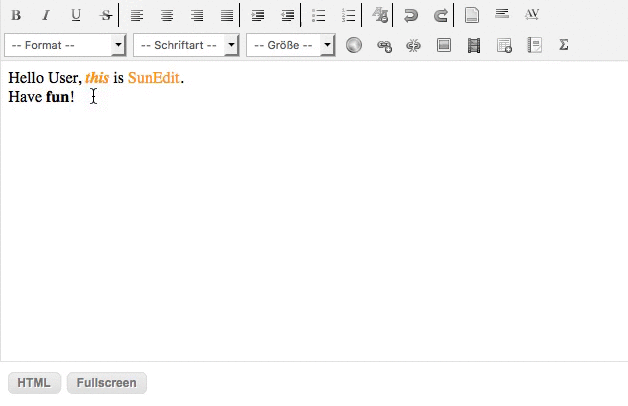 B I U S
AV
-- Format --
-- Schriftart --
-- Größe --
Σ
Hello User, this is SunEdit.
Have fun!
HTML
Fullscreen